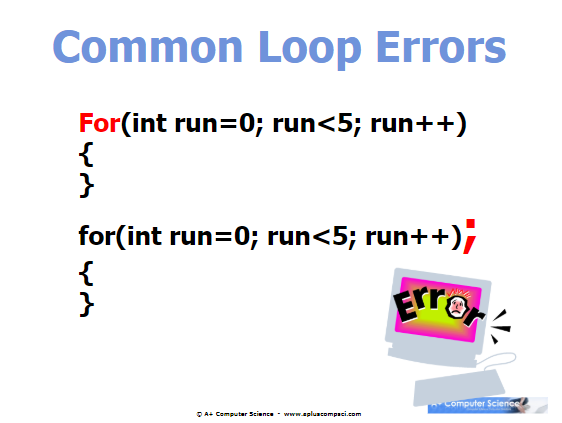 Common Loop Errors
For(int run=0; run<5; run++)
{
}
for(int run=0; run<5; run++);
{
}
Error
A+ Computer Science
© A+ Computer Science - www.apluscompsci.com